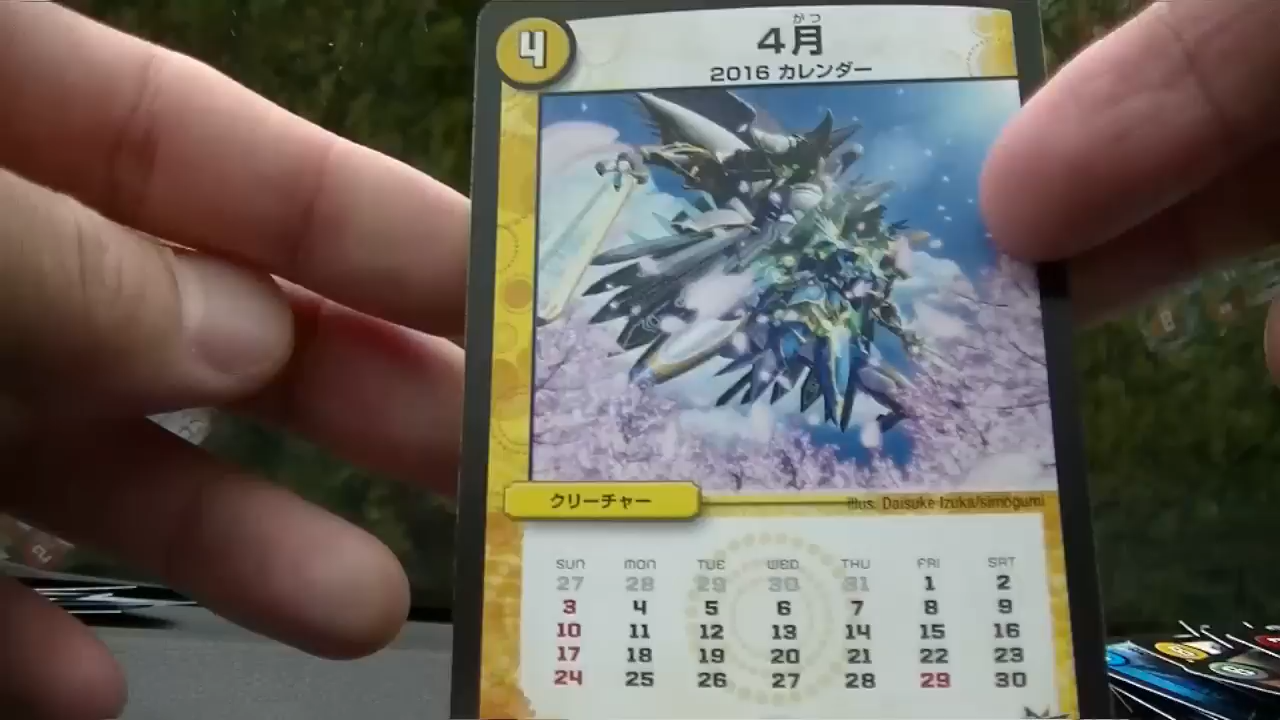 4
がつ
4月
2016 カレンダー
クリーチャー
illus. Daisuke Izuka/simogumi
SUN MON TUE WED THU FRI SAT
27 28 29 30 31 1 2
3 4 5 6 7 8 9
10 11 12 13 14 15 16
17 18 19 20 21 22 23
24 25 26 27 28 29 30